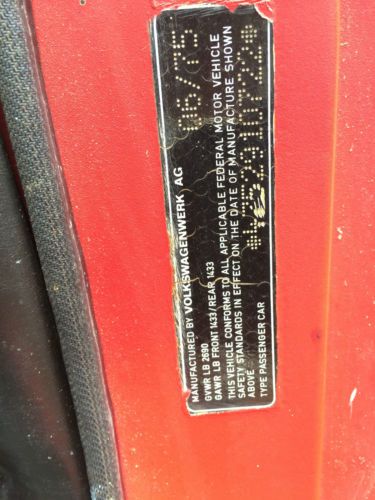 MANUFACTURED BY VOLKSWAGENWERK AG 06/75
GVWR LB 2690
GAWR LB FRONT 1433/REAR 1433
THIS VEHICLE CONFORMS TO ALL APPLICABLE FEDERAL MOTOR VEHICLE
SAFETY STANDARDS IN EFFECT ON THE DATE OF MANUFACTURE SHOWN
ABOVE
TYPE PASSENGER CAR